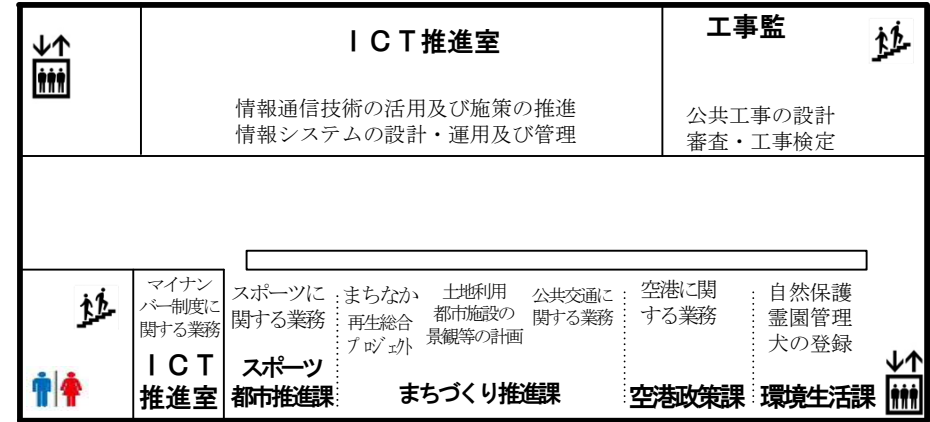 ICT推進室
情報通信技術の活用及び施策の推進
情報システムの設計・運用及び管理
工事監
公共工事の設計
審査・工事検定
マイナン
バー制度に
関する業務
ICT
推進室
スポーツに
関する業務
スポーツ
都市推進課
まちなか
再生総合
プロジェクト
土地利用
都市施設の
景観等の計画
公共交通に
関する業務
まちづくり推進課
空港に関
する業務
空港政策課
自然保護
霊園管理
犬の登録
環境生活課